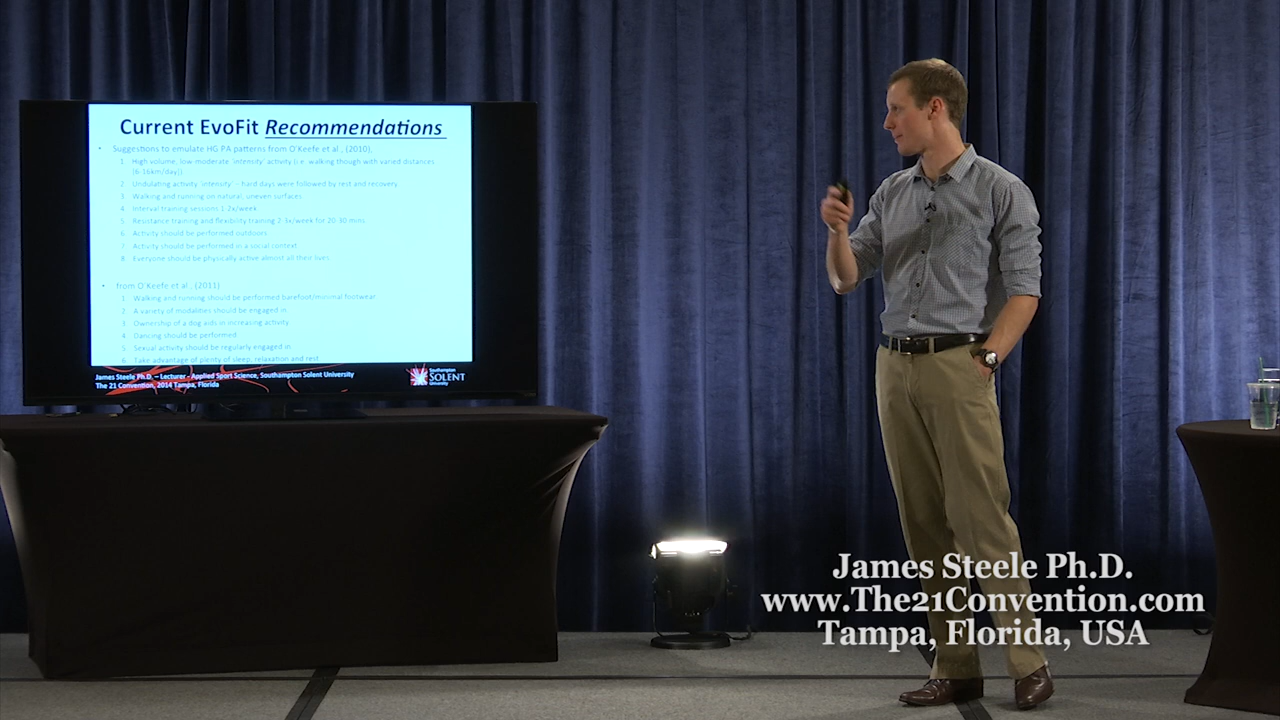 Current EvoFit Recommendations
• Suggestions to emulate HG PA patterns from O'Keefe et al., (2010),
1. High volume, low-moderate 'intensity' activity (i.e. walking though with varied distances
[6-16km/day]).
2. Undulating activity 'intensity' – hard days were followed by rest and recovery.
3. Walking and running on natural, uneven surfaces.
4. Interval training sessions 1-2x/week.
5. Resistance training and flexibility training 2-3x/week for 20-30 mins.
6. Activity should be performed outdoors.
7. Activity should be performed in a social context.
8. Everyone should be physically active almost all their lives.
• from O'Keefe et al., (2011)
1. Walking and running should be performed barefoot/minimal footwear.
2. A variety of modalities should be engaged in.
3. Ownership of a dog aids in increasing activity.
4. Dancing should be performed.
5. Sexual activity should be regularly engaged in.
6. Take advantage of plenty of sleep, relaxation and rest.
James Steele Ph.D. – Lecturer - Applied Sport Science, Southampton Solent University
The 21 Convention, 2014 Tampa, Florida
Southampton
SOLENT
University
James Steele Ph.D.
www.The21Convention.com
Tampa, Florida, USA